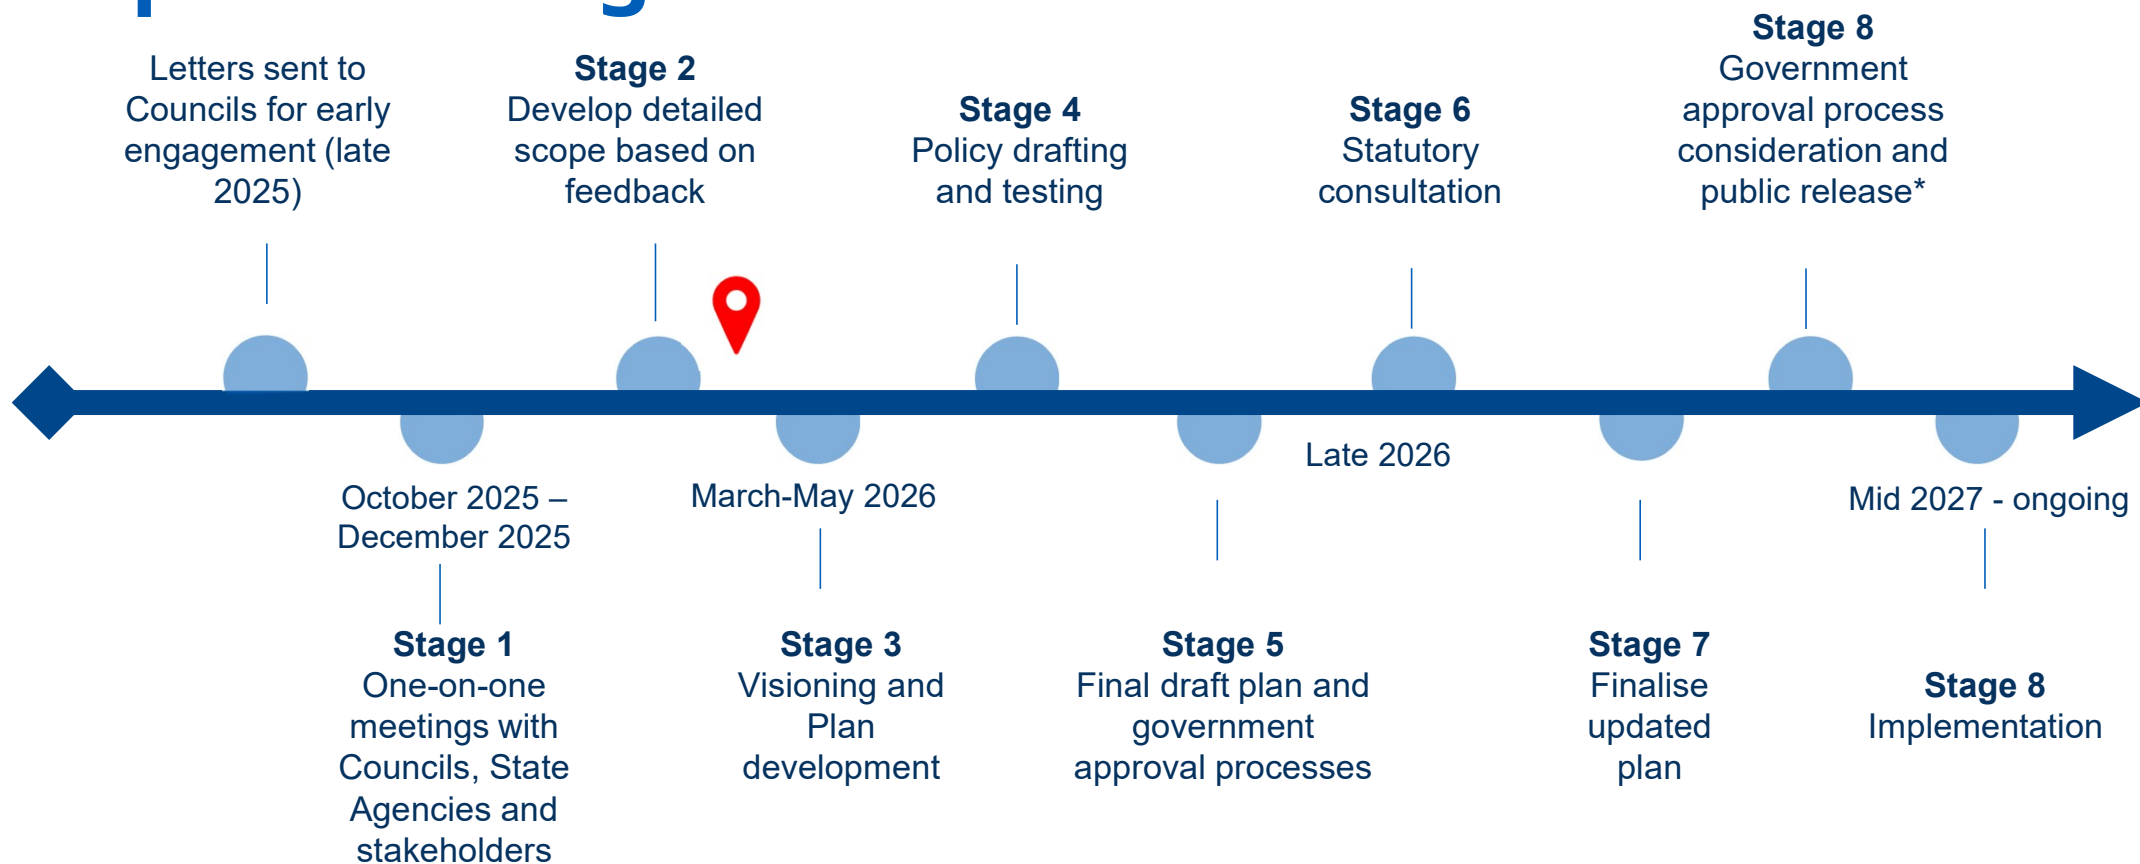 Letters sent to
Councils for early
engagement (late
2025)
Stage 2
Develop detailed
scope based on
feedback
Stage 4
Policy drafting
and testing
Stage 6
Statutory
consultation
Stage 8
Government
approval process
consideration and
public release*
October 2025 –
December 2025
Stage 1
One-on-one
meetings with
Councils, State
Agencies and
stakeholders
March-May 2026
Stage 3
Visioning and
Plan
development
Stage 5
Final draft plan and
government
approval processes
Late 2026
Stage 7
Finalise
updated
plan
Mid 2027 - ongoing
Stage 8
Implementation